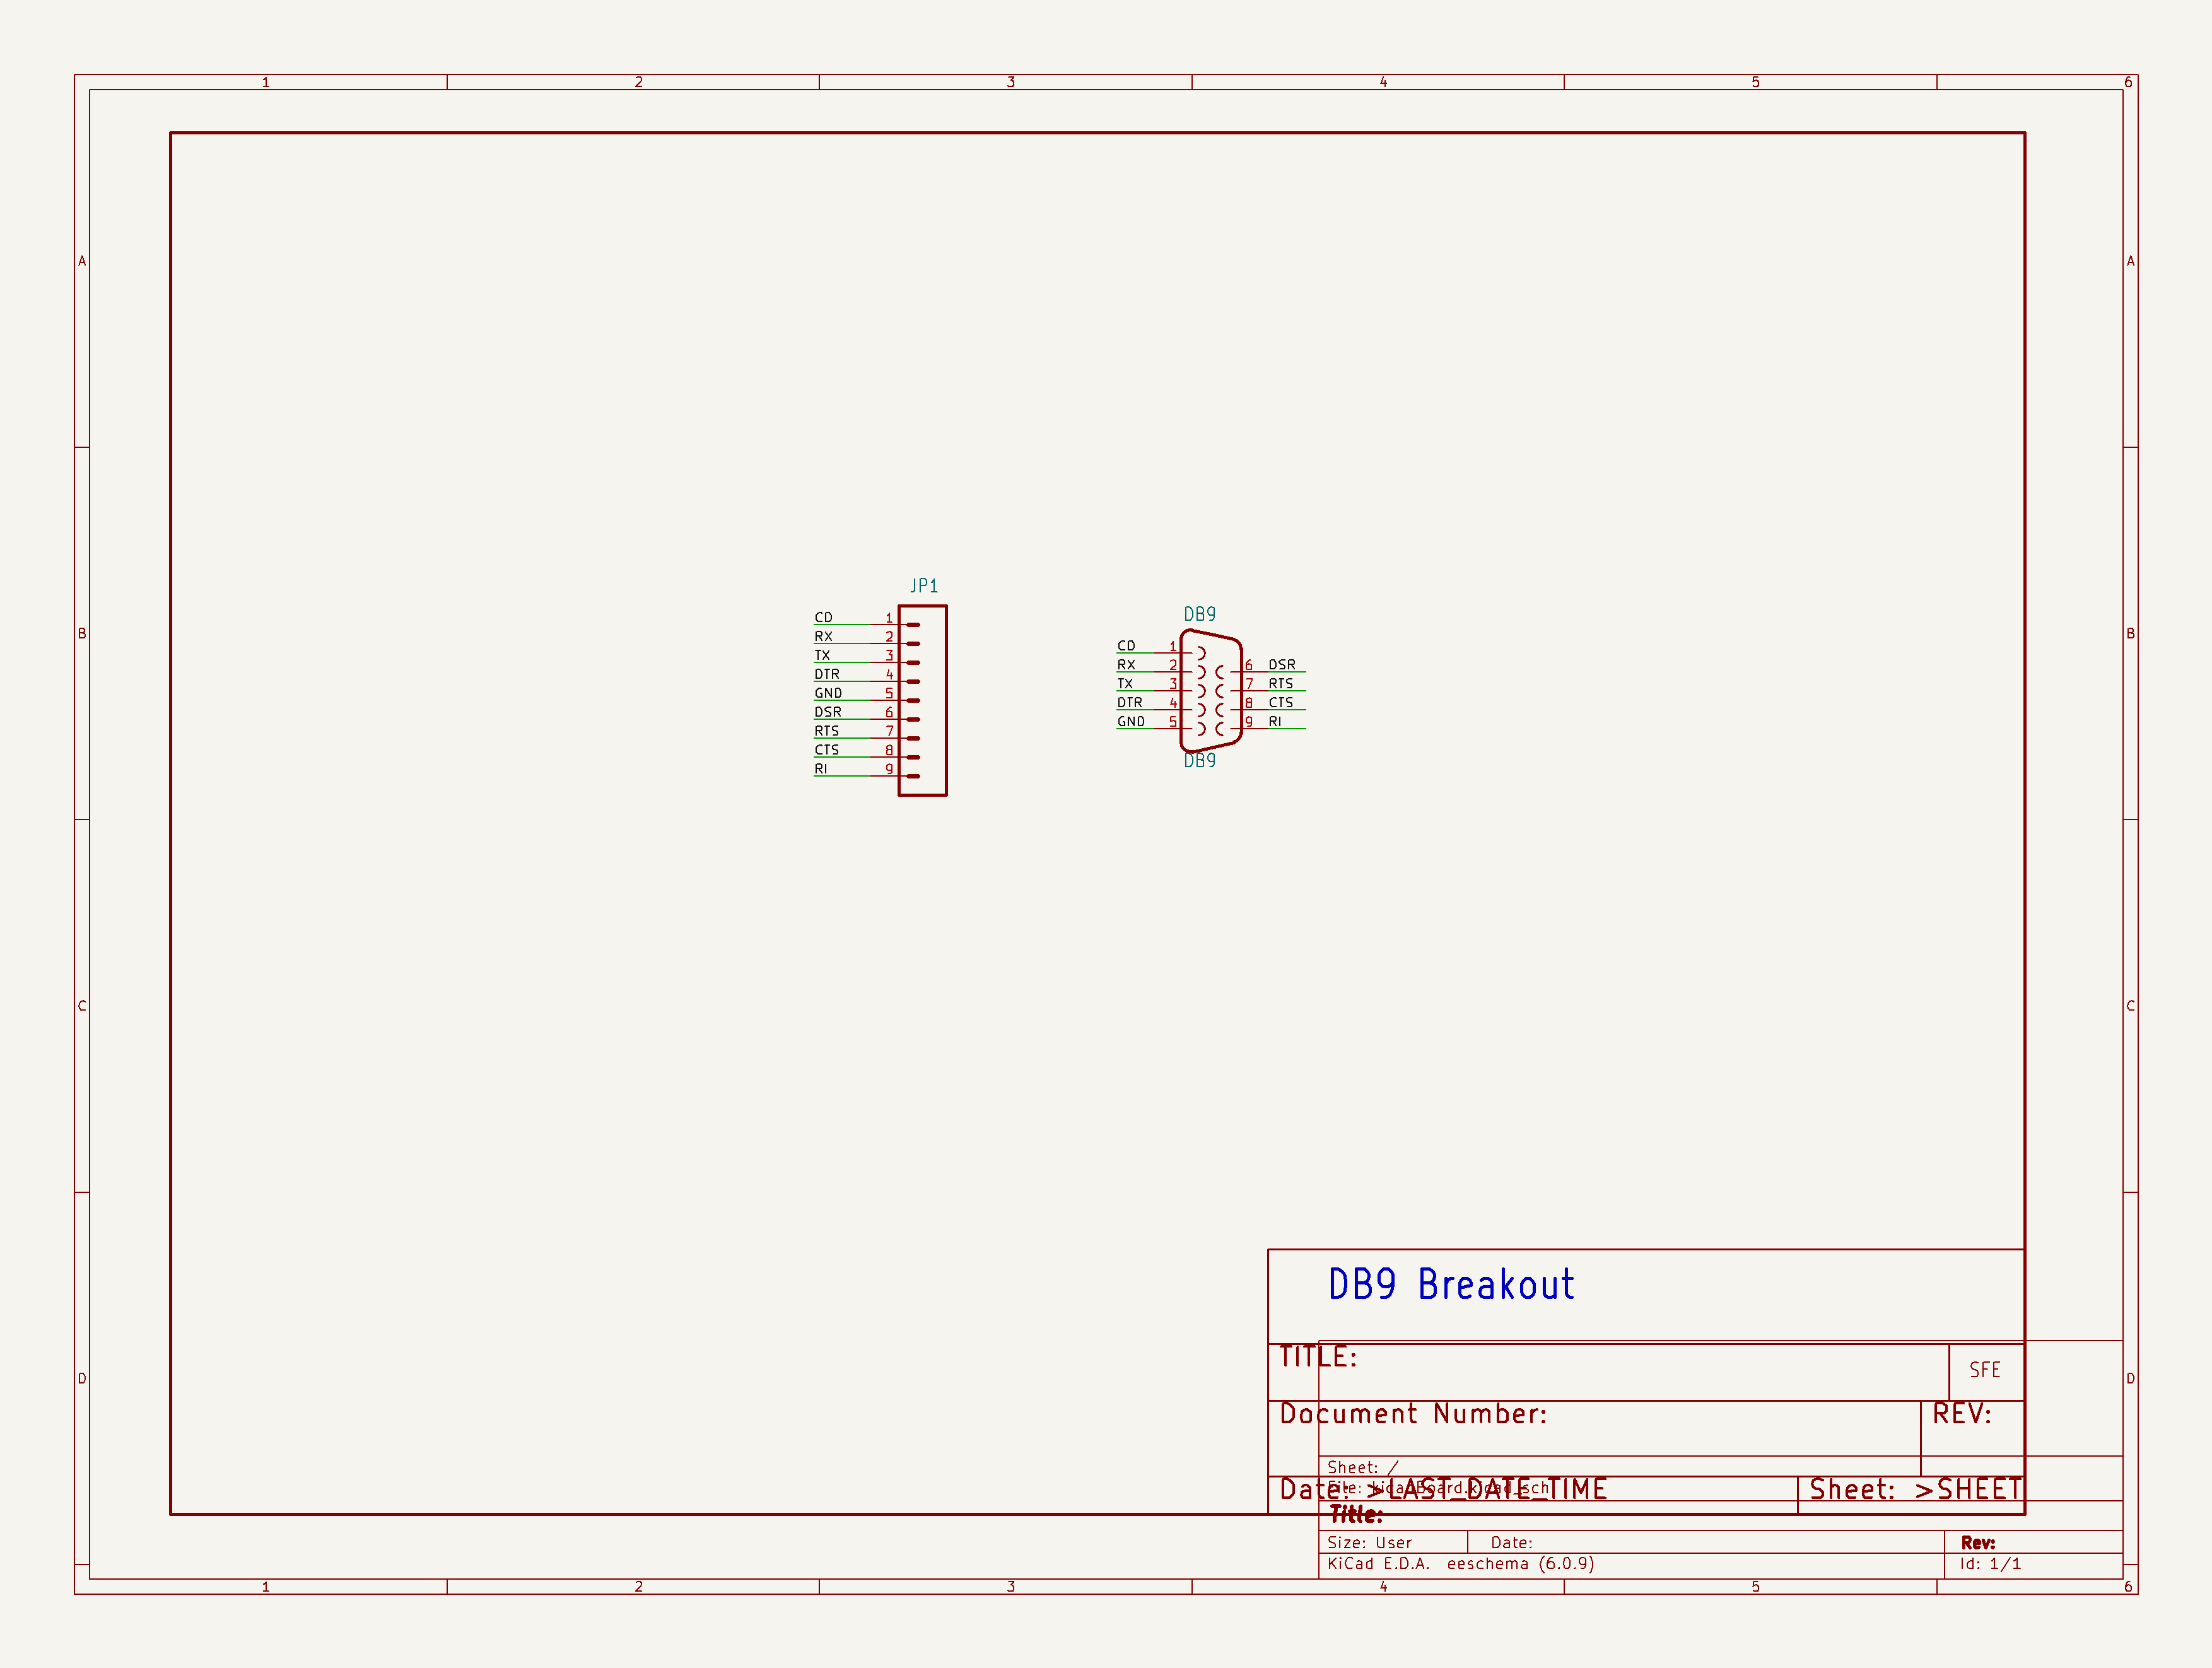 1 2 3 4 5 6
A A
JP1
DB9
B B
CD 1
RX 2
TX 3
DTR 4
GND 5
DSR 6
RTS 7
CTS 8
RI 9
CD 1
RX 2 6 DSR
TX 3 7 RTS
DTR 4 8 CTS
GND 5 9 RI
DB9
C C
DB9 Breakout
TITLE:
SFE
D D
Document Number:
REV:
Sheet: /
File: kicadBoard.kicad_sch
Date: >LAST_DATE_TIME
Sheet: >SHEET
Title:
Size: User Date: Rev:
KiCad E.D.A. eeschema (6.0.9) Id: 1/1
1 2 3 4 5 6